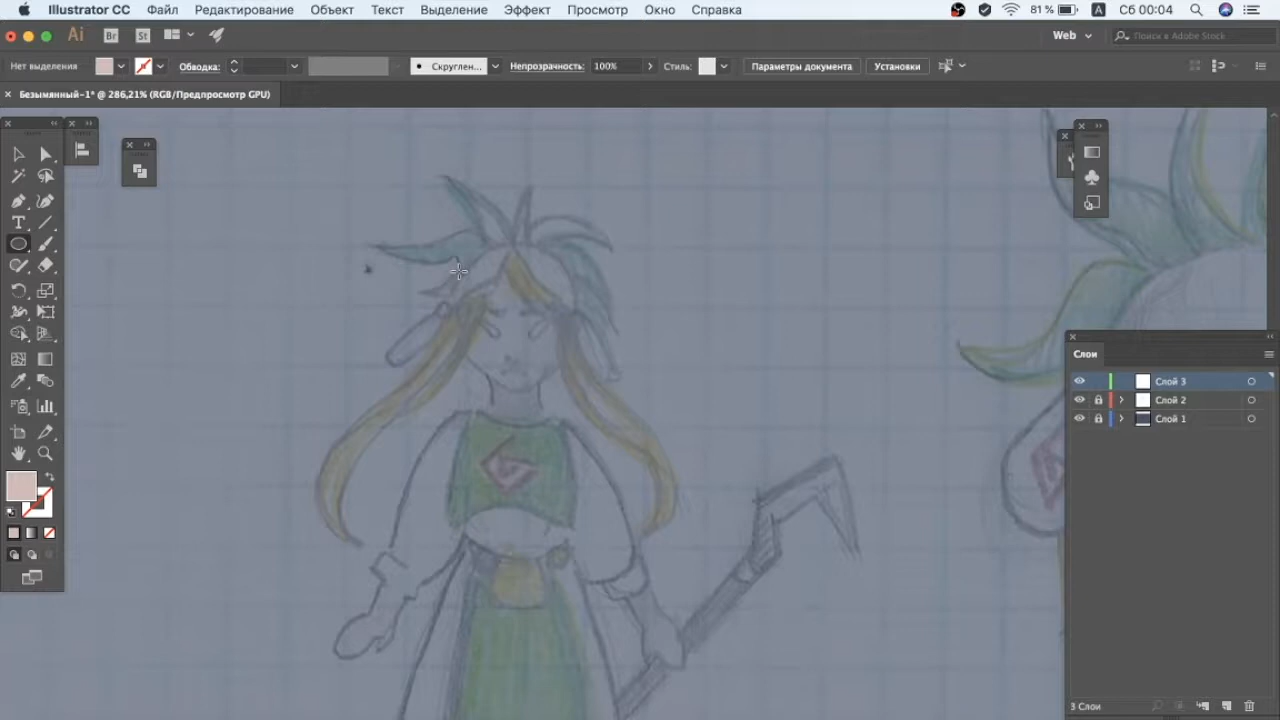 Illustrator CC Файл Редактирование Объект Текст Выделение Эффект Просмотр Окно Справка 81 % A Сб 00:04
Ai Br St Web Поиск в Adobe Stock
Нет выделения Обводка: Скруглен... Непрозрачность: 100% Стиль: Параметры документа Установки
Безымянный-1* @ 286,21% (RGB/Предпросмотр GPU)
Слои
Слой 3
Слой 2
Слой 1
3 Слои